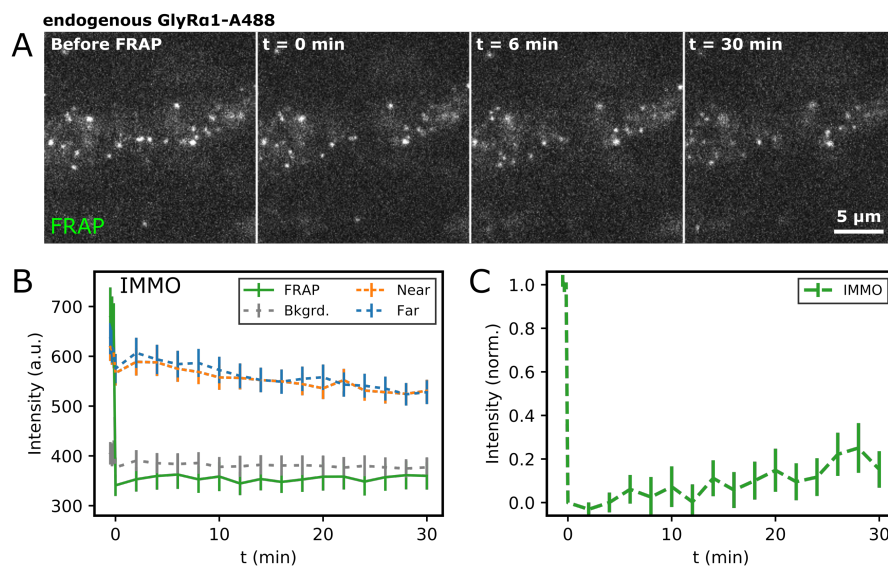 endogenous GlyRα1-A488
A
Before FRAP
t = 0 min
t = 6 min
t = 30 min
FRAP
5 µm
B
IMMO
FRAP
Bkgrd.
Near
Far
700
600
500
400
300
Intensity (a.u.)
0
10
20
30
t (min)
C
IMMO
1.0
0.8
0.6
0.4
0.2
0.0
Intensity (norm.)
0
10
20
30
t (min)